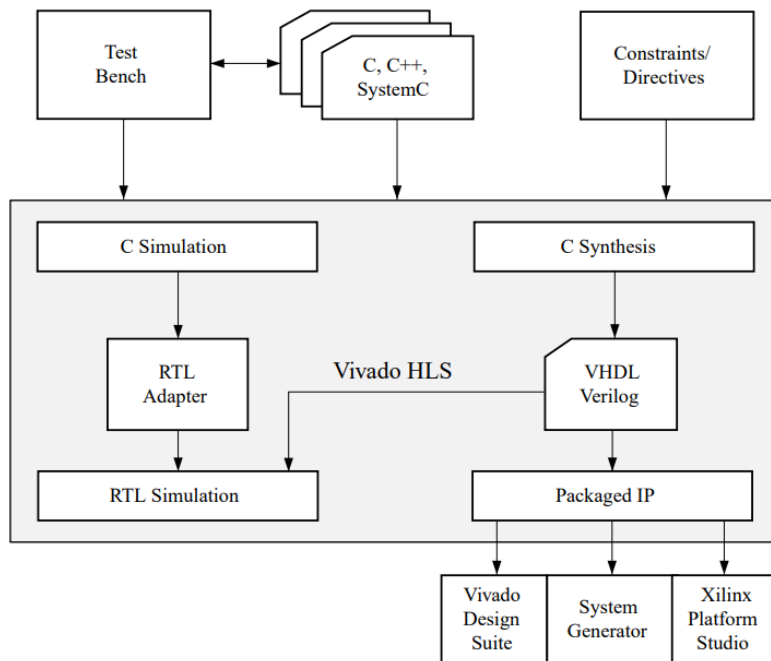 Test
Bench
C, C++,
SystemC
Constraints/
Directives
C Simulation
C Synthesis
RTL
Adapter
Vivado HLS
VHDL
Verilog
RTL Simulation
Packaged IP
Vivado
Design
Suite
System
Generator
Xilinx
Platform
Studio